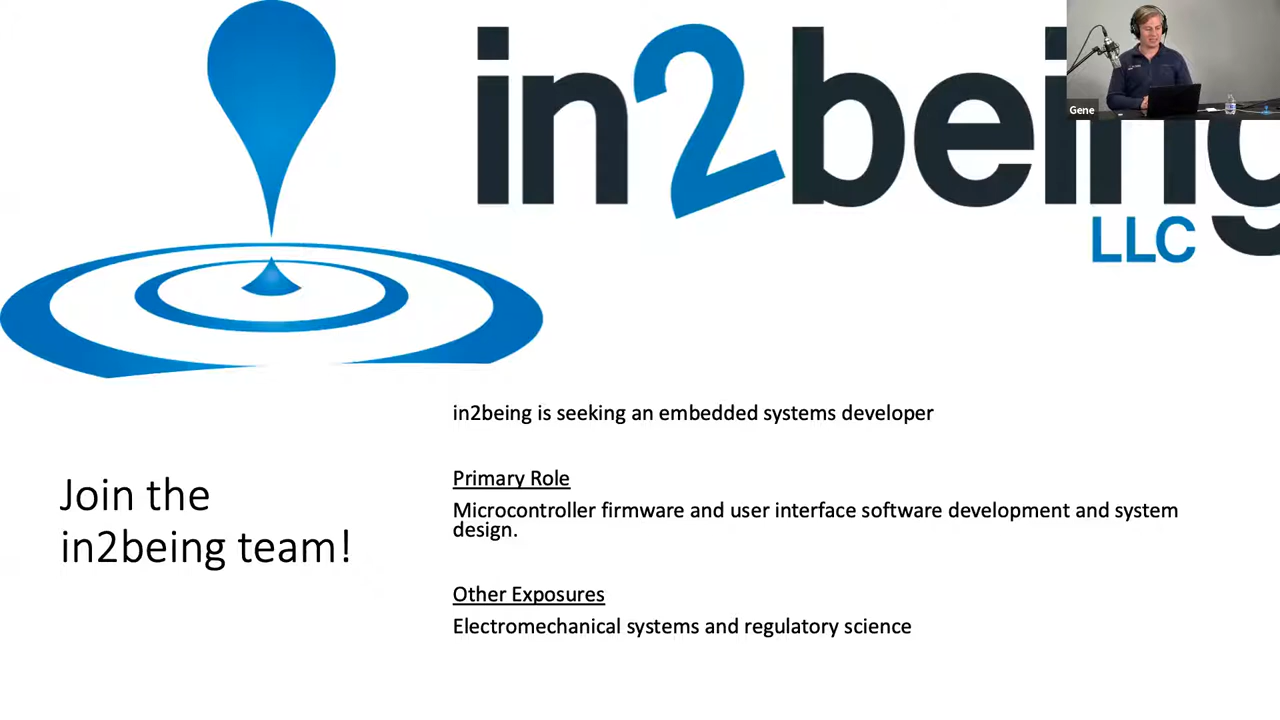 in2being
LLC
Gene
in2being is seeking an embedded systems developer
Join the
in2being team!
Primary Role
Microcontroller firmware and user interface software development and system
design.
Other Exposures
Electromechanical systems and regulatory science